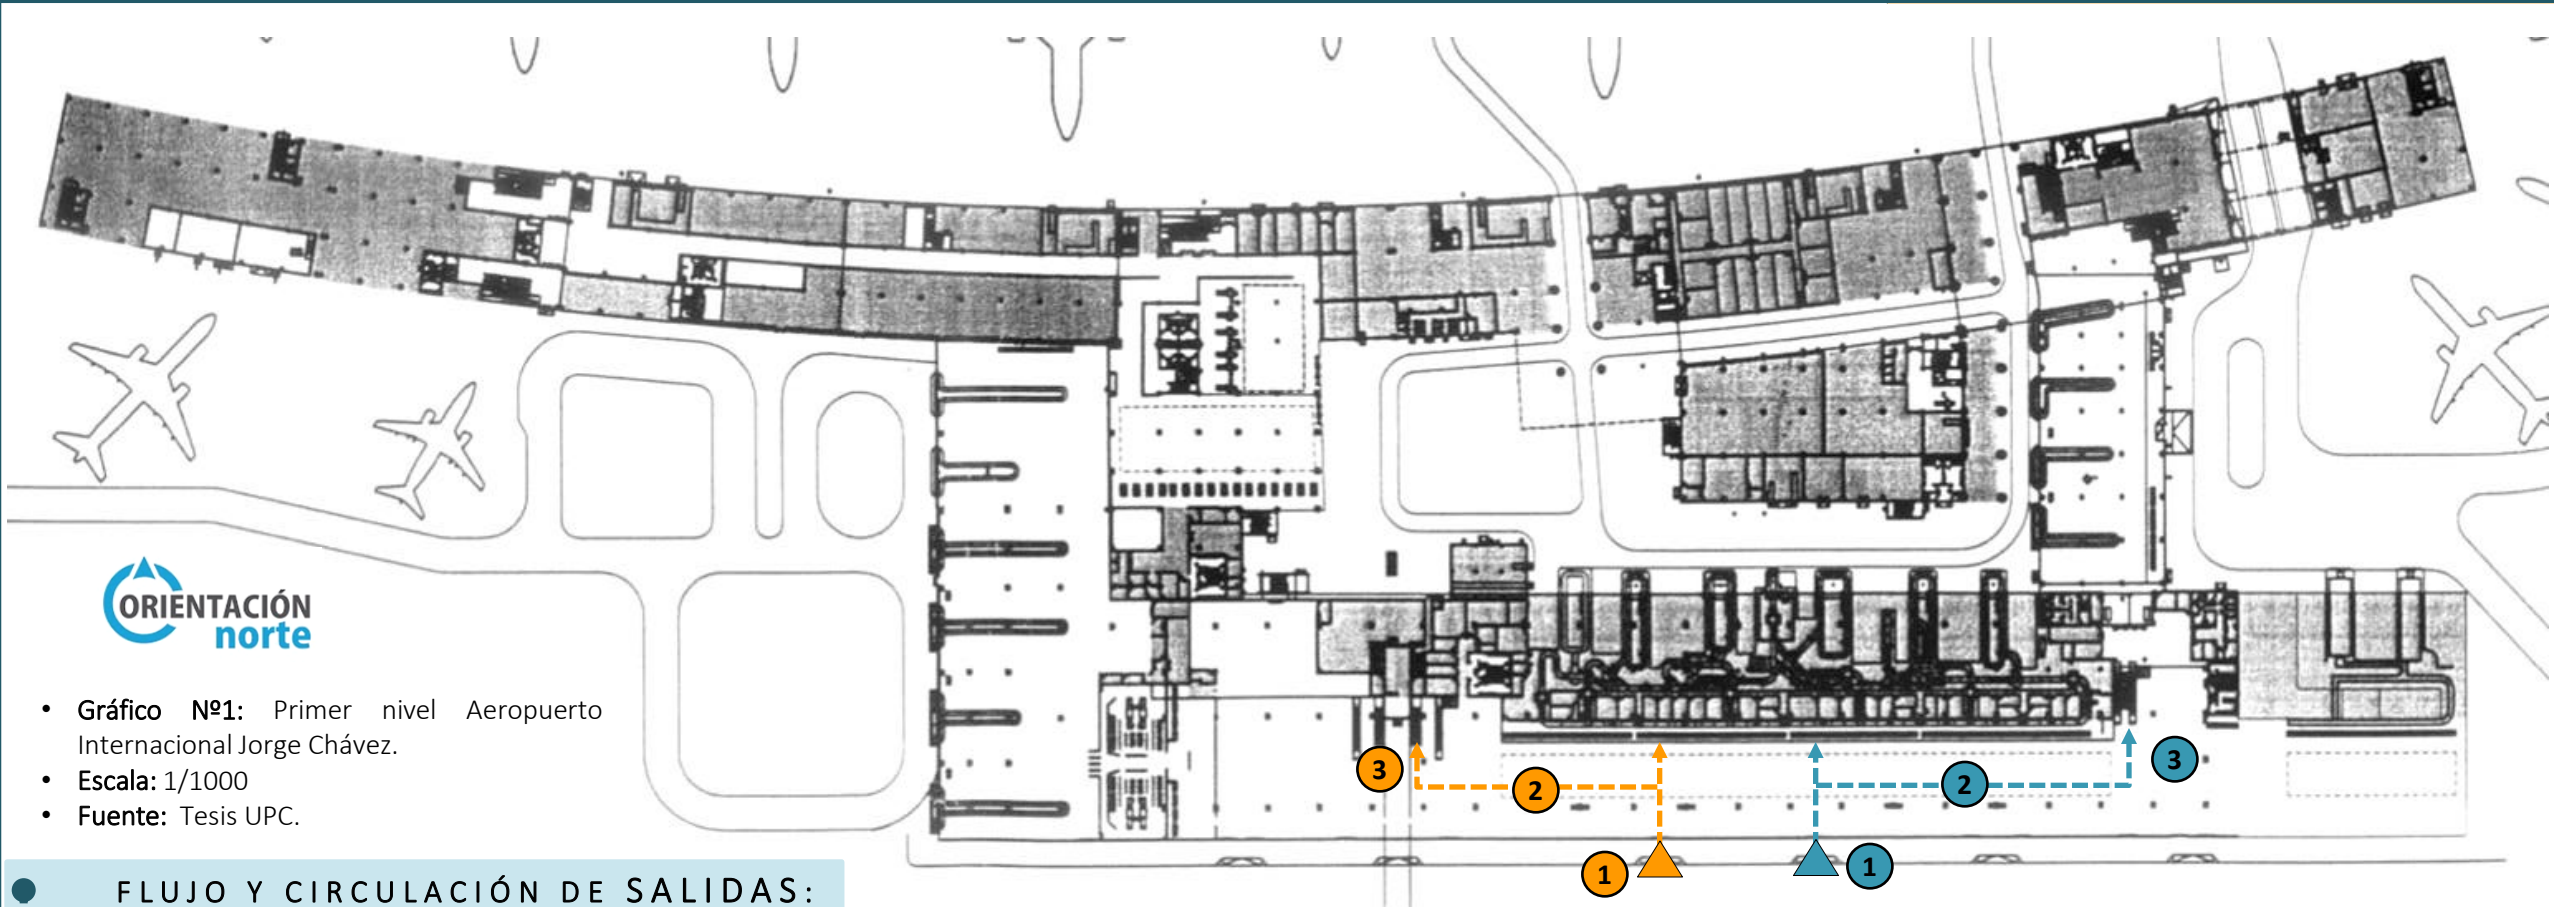 ORIENTACIÓN
norte
• Gráfico Nº1: Primer nivel Aeropuerto
Internacional Jorge Chávez.
• Escala: 1/1000
• Fuente: Tesis UPC.
3
2
1
1
2
3
FLUJO Y CIRCULACIÓN DE SALIDAS: